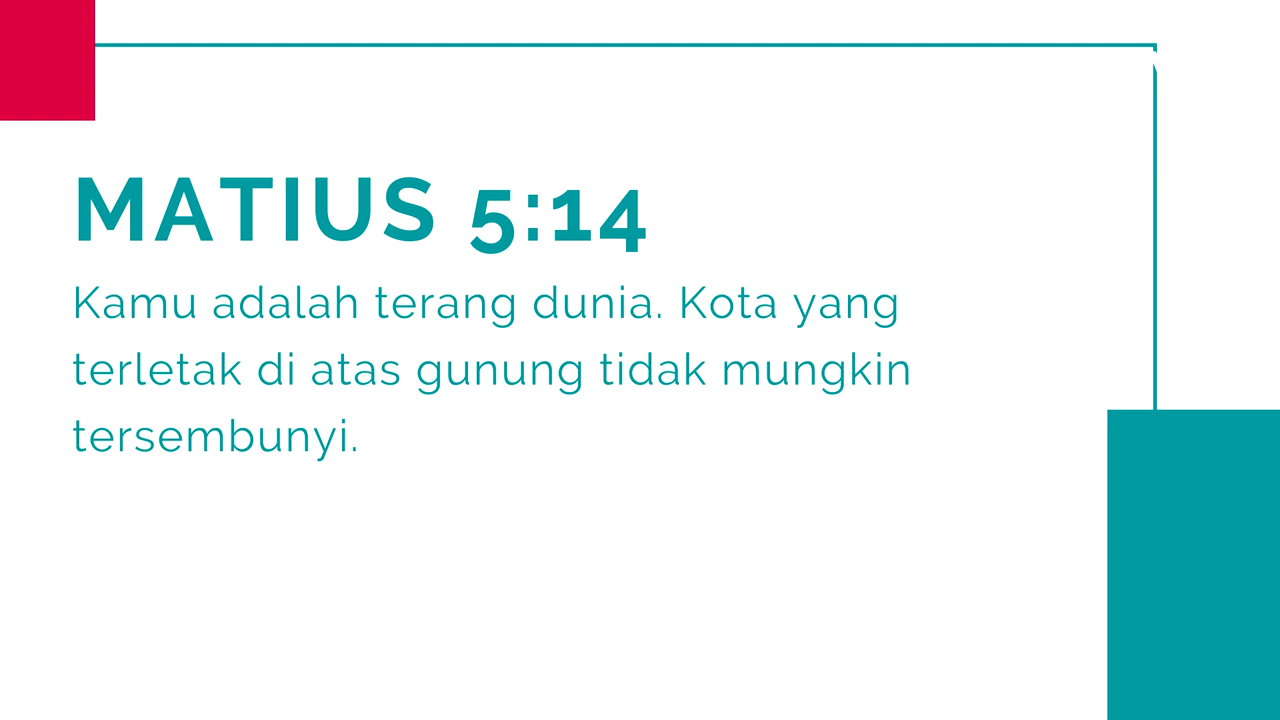 MATIUS 5:14
Kamu adalah terang dunia. Kota yang
terletak di atas gunung tidak mungkin
tersembunyi.